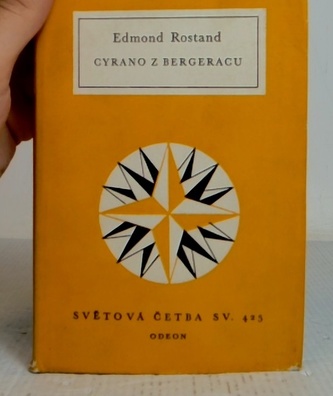 Edmond Rostand
CYRANO Z BERGERACU
SVĚTOVÁ ČETBA SV. 425
ODEON